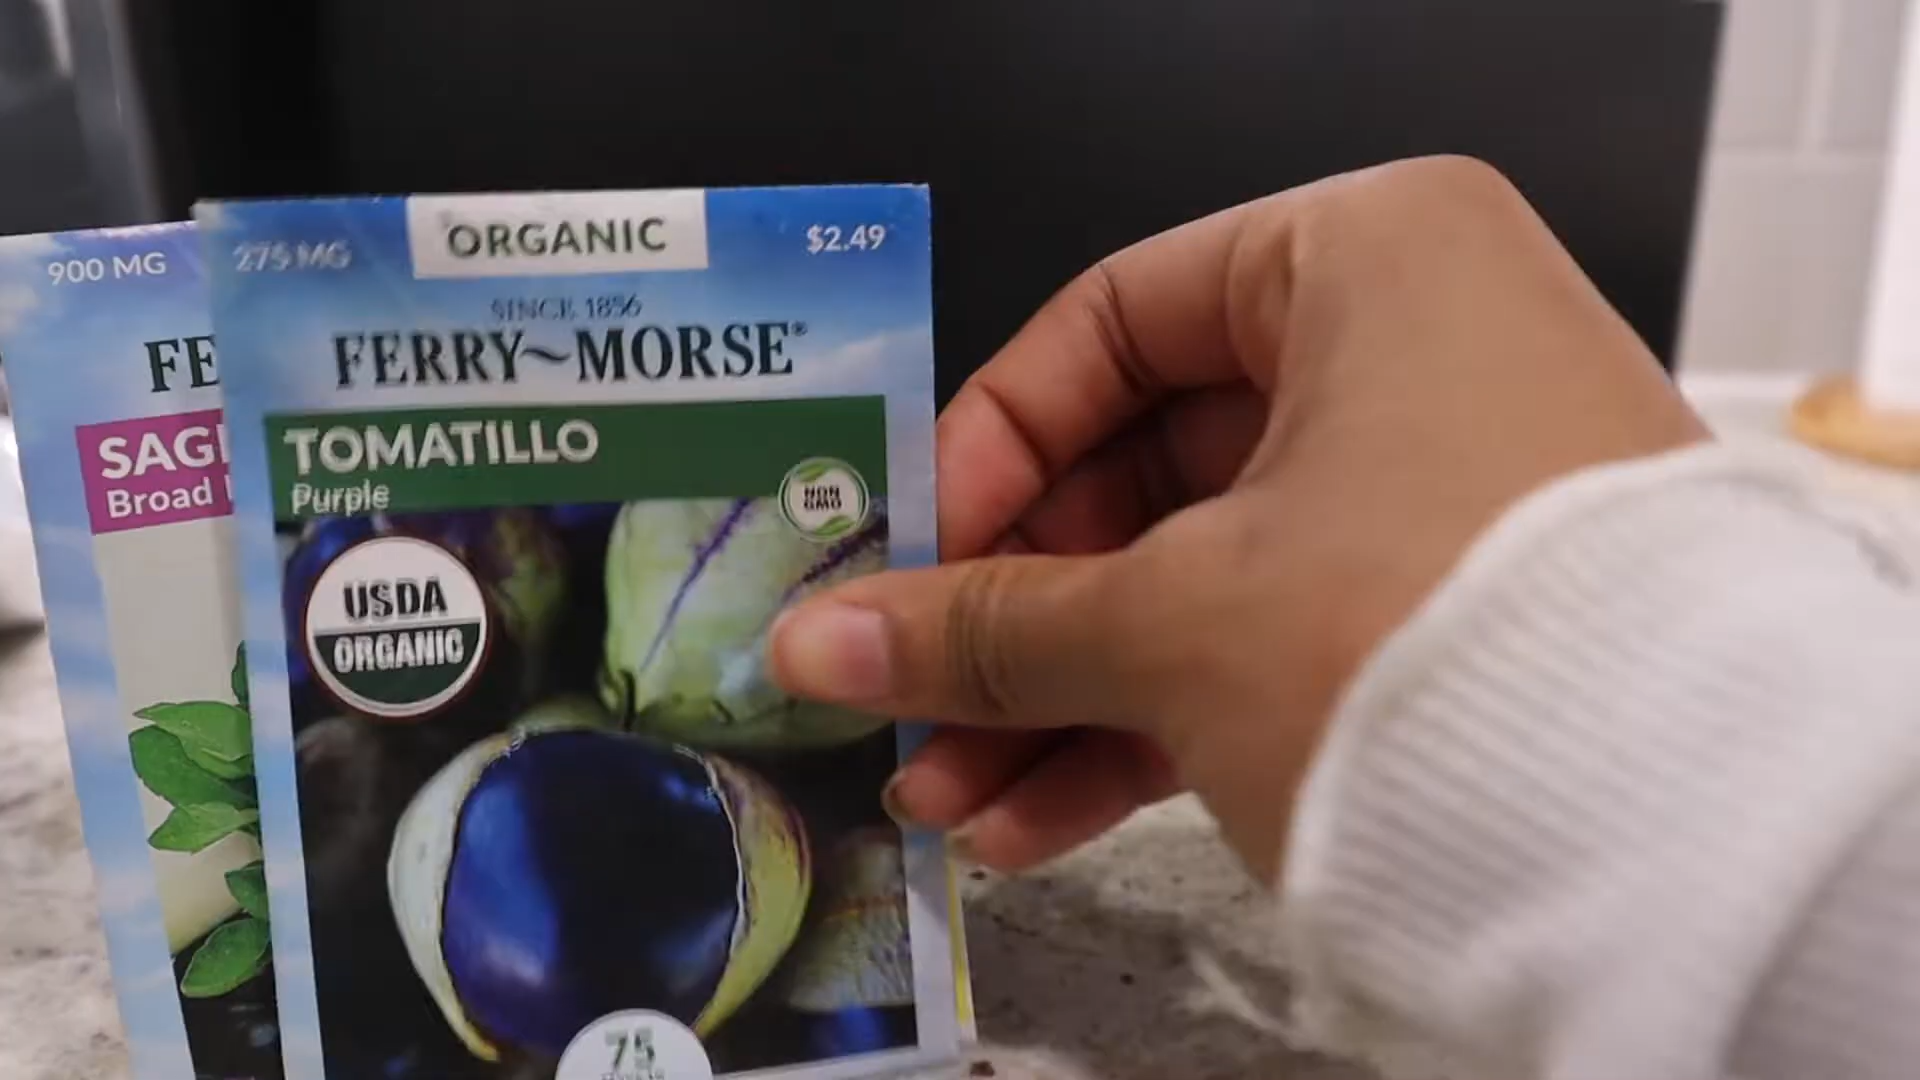 900 MG
FE
SAG
Broad
275 MG
ORGANIC
$2.49
SINCE 1856
FERRY~MORSE®
TOMATILLO
Purple
NON
GMO
USDA
ORGANIC
75